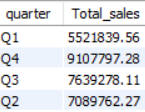 quarter Total_sales
Q1 5521839.56
Q4 9107797.28
Q3 7639278.11
Q2 7089762.27